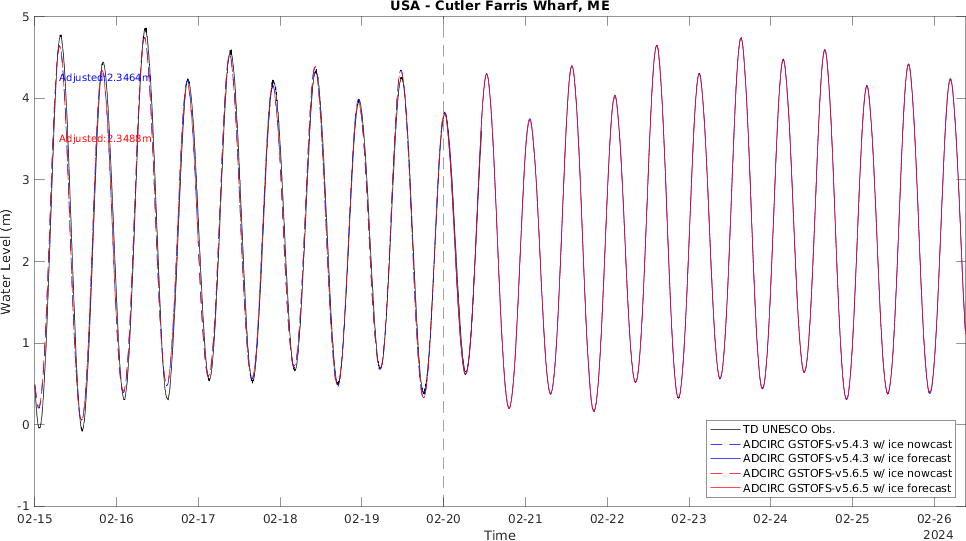 USA - Cutler Farris Wharf, ME
Water Level (m)
5
4
3
2
1
0
-1
Adjusted:2.3464m
Adjusted:2.3488m
TD UNESCO Obs.
ADCIRC GSTOFS-v5.4.3 w/ ice nowcast
ADCIRC GSTOFS-v5.4.3 w/ ice forecast
ADCIRC GSTOFS-v5.6.5 w/ ice nowcast
ADCIRC GSTOFS-v5.6.5 w/ ice forecast
02-15 02-16 02-17 02-18 02-19 02-20 02-21 02-22 02-23 02-24 02-25 02-26
Time
2024